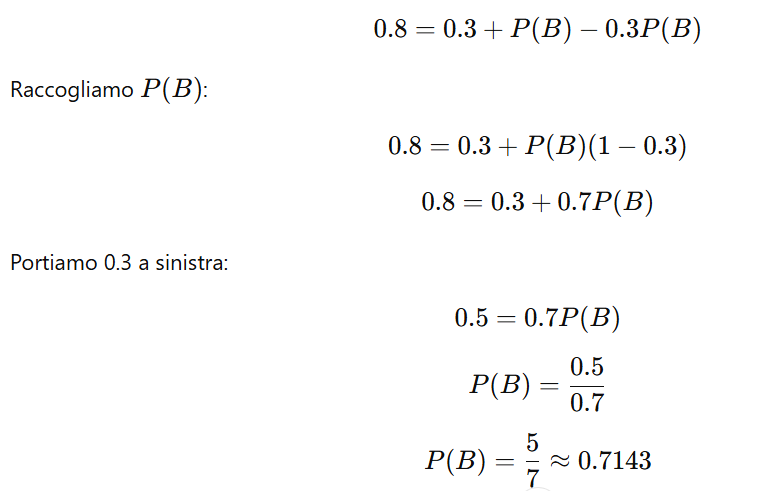 0.8 = 0.3 + P(B) − 0.3P(B)
Raccogliamo P(B):
0.8 = 0.3 + P(B)(1 − 0.3)
0.8 = 0.3 + 0.7P(B)
Portiamo 0.3 a sinistra:
0.5 = 0.7P(B)
P(B) = 0.5/0.7
P(B) = 5/7 ≈ 0.7143